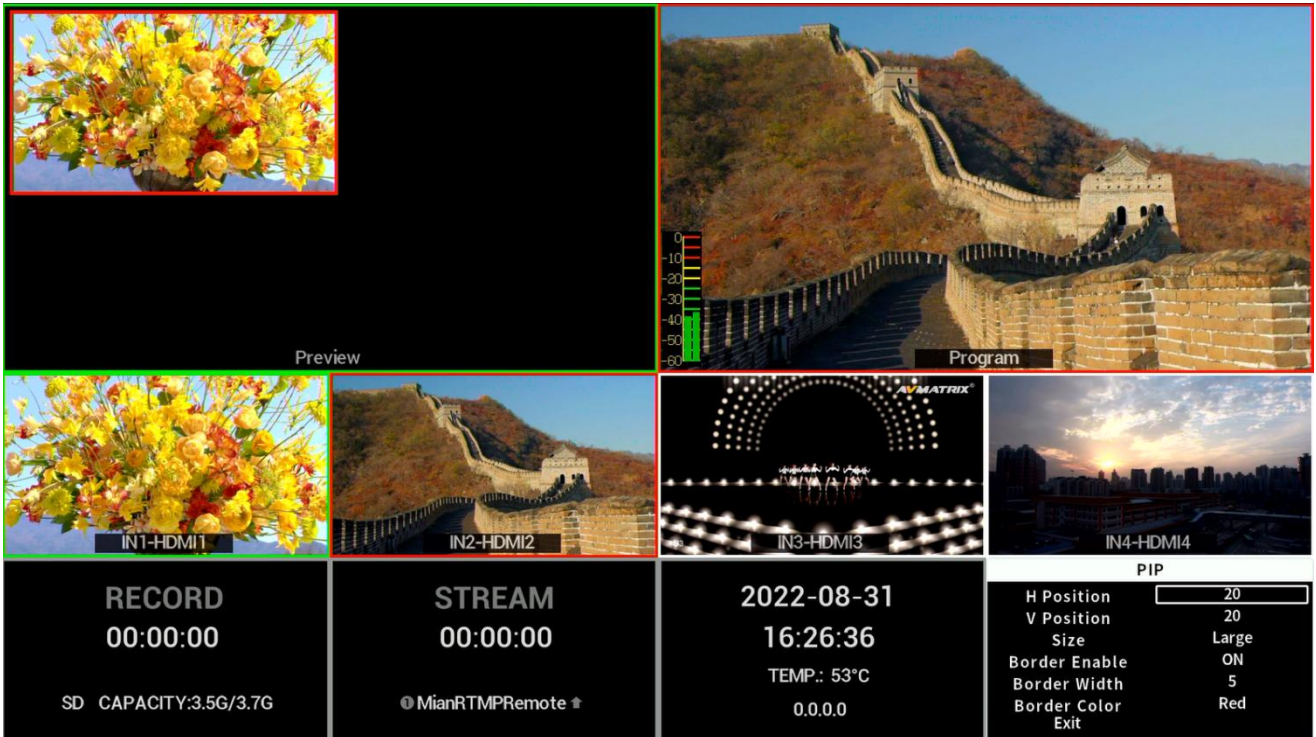 0
-10
-20
-30
-40
-50
-60
Preview
Program
AVMATRIX®
IN1-HDMI1
IN2-HDMI2
IN3-HDMI3
IN4-HDMI4
RECORD
00:00:00
SD CAPACITY:3.5G/3.7G
STREAM
00:00:00
1 MianRTMPRemote
2022-08-31
16:26:36
TEMP.: 53°C
0.0.0.0
PIP
H Position 20
V Position 20
Size Large
Border Enable ON
Border Width 5
Border Color Red
Exit